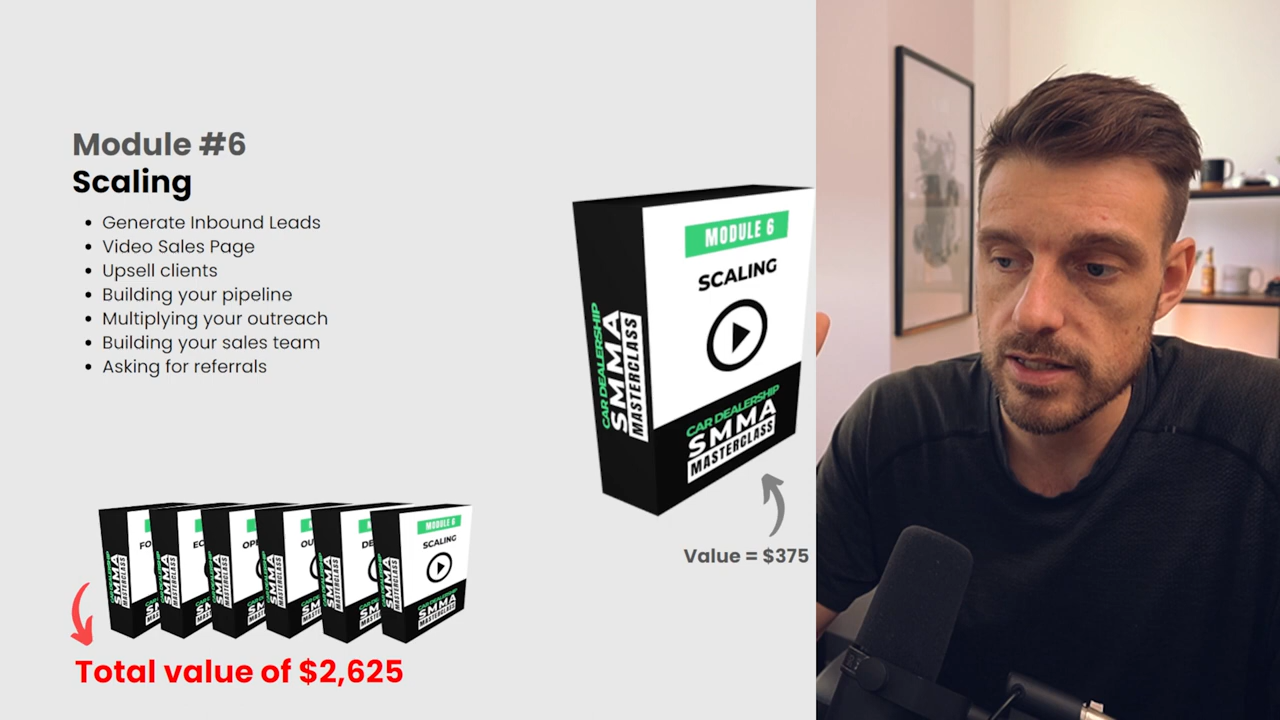 Module #6
Scaling
Generate Inbound Leads
Video Sales Page
Upsell clients
Building your pipeline
Multiplying your outreach
Building your sales team
Asking for referrals
MODULE 6
SCALING
CAR DEALERSHIP
SMMA
MASTERCLASS
CAR DEALERSHIP
SMMA
MASTERCLASS
Value = $375
MODULE 6
SCALING
CAR DEALERSHIP
SMMA
MASTERCLASS
Total value of $2,625